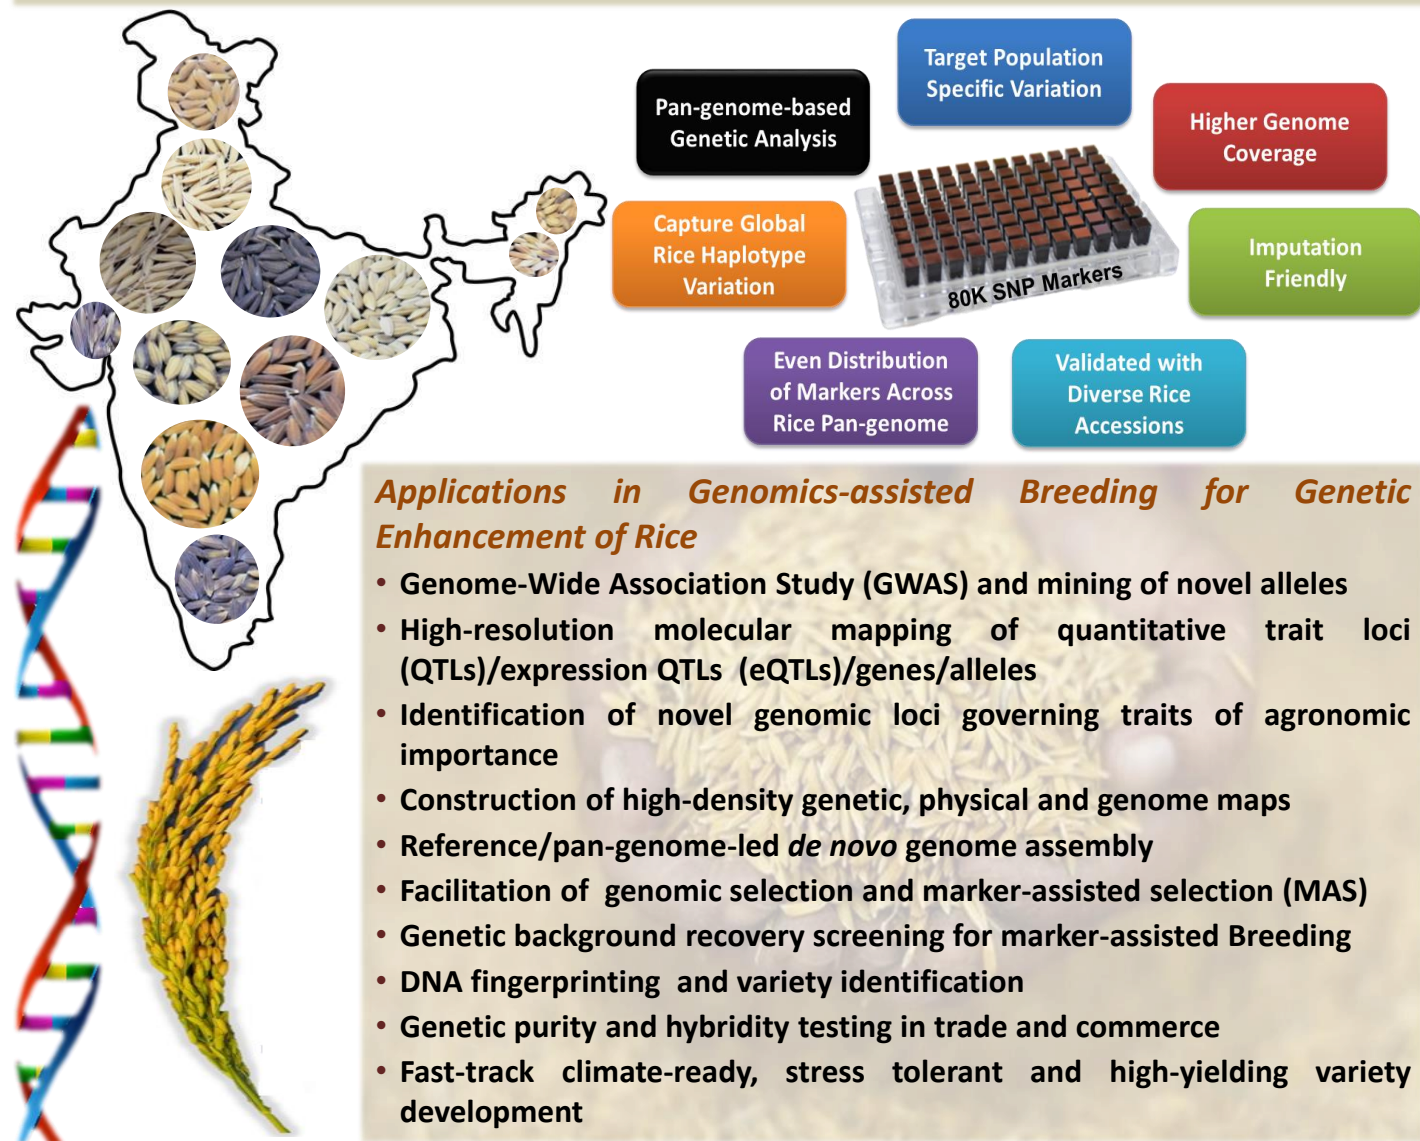 Target Population
Specific Variation
Pan-genome-based
Genetic Analysis
Higher Genome
Coverage
Capture Global
Rice Haplotype
Variation
Imputation
Friendly
80K SNP Markers
Even Distribution
of Markers Across
Rice Pan-genome
Validated with
Diverse Rice
Accessions
Applications in Genomics-assisted Breeding for Genetic
Enhancement of Rice
• Genome-Wide Association Study (GWAS) and mining of novel alleles
• High-resolution molecular mapping of quantitative trait loci
(QTLs)/expression QTLs (eQTLs)/genes/alleles
• Identification of novel genomic loci governing traits of agronomic
importance
• Construction of high-density genetic, physical and genome maps
• Reference/pan-genome-led de novo genome assembly
• Facilitation of genomic selection and marker-assisted selection (MAS)
• Genetic background recovery screening for marker-assisted Breeding
• DNA fingerprinting and variety identification
• Genetic purity and hybridity testing in trade and commerce
• Fast-track climate-ready, stress tolerant and high-yielding variety
development